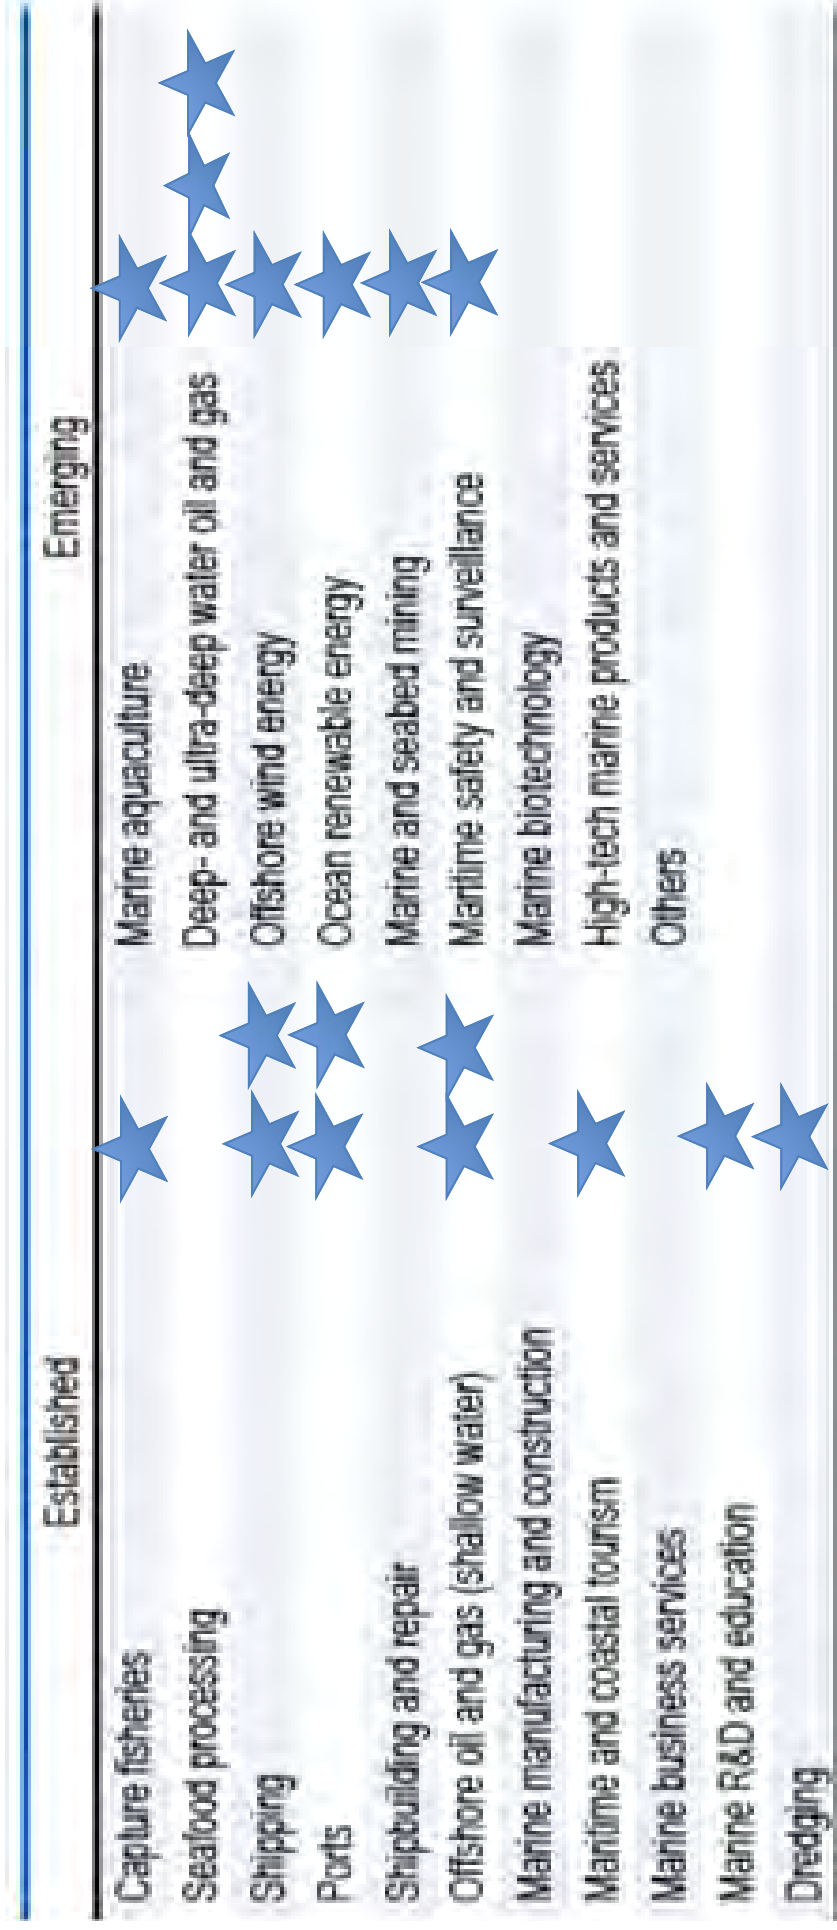 Established Emerging
Capture fisheries Marine aquaculture
Seafood processing Deep- and ultra-deep water oil and gas
Shipping Offshore wind energy
Ports Ocean renewable energy
Shipbuilding and repair Marine and seabed mining
Offshore oil and gas (shallow water) Maritime safety and surveillance
Marine manufacturing and construction Marine biotechnology
Maritime and coastal tourism High-tech marine products and services
Marine business services Others
Marine R&D and education
Dredging